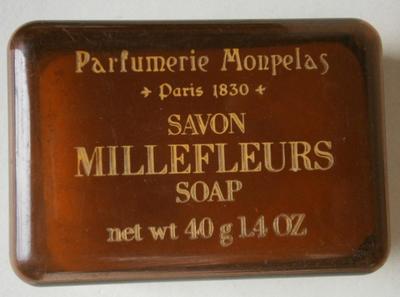 Parfumerie Monpelas
Paris 1830
SAVON
MILLEFLEURS
SOAP
net wt 40 g 1.4 OZ